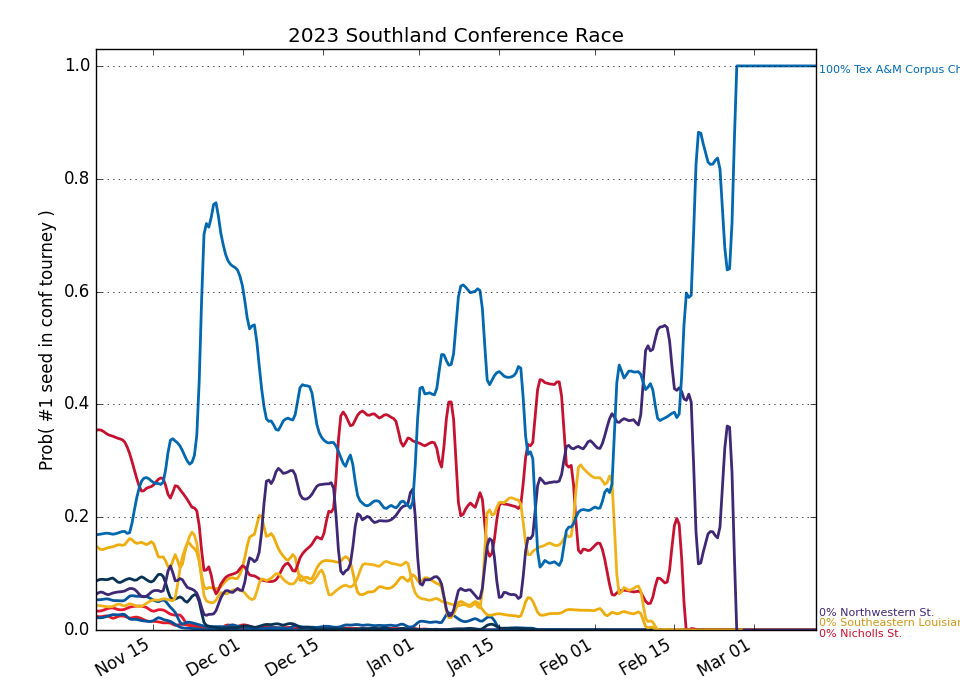 2023 Southland Conference Race
Prob( #1 seed in conf tourney )
1.0
0.8
0.6
0.4
0.2
0.0
100% Tex A&M Corpus Ch
0% Northwestern St.
0% Southeastern Louisian
0% Nicholls St.
Nov 15
Dec 01
Dec 15
Jan 01
Jan 15
Feb 01
Feb 15
Mar 01